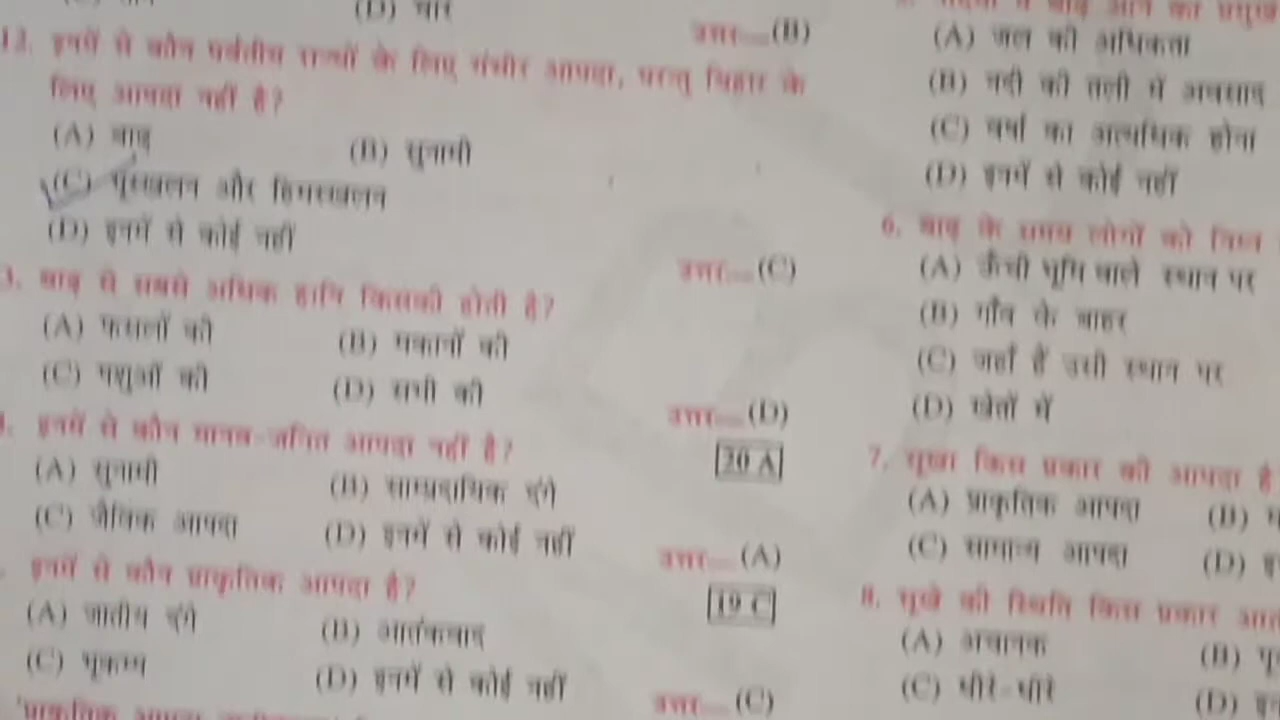 (D) चार
उत्तर—(B)
12. इनमें से कौन पर्वतीय राज्यों के लिए गंभीर आपदा, परन्तु बिहार के
लिए आपदा नहीं है?
(A) बाढ़ (B) सुनामी
(C) भूस्खलन और हिमस्खलन
(D) इनमें से कोई नहीं
उत्तर—(C)
3. बाढ़ से सबसे अधिक हानि किसकी होती है?
(A) फसलों की (B) मकानों की
(C) पशुओं की (D) सभी की
उत्तर—(D)
इनमें से कौन मानव-जनित आपदा नहीं है?
20 A
(A) सुनामी (B) साम्प्रदायिक दंगे
(C) जैविक आपदा (D) इनमें से कोई नहीं
उत्तर—(A)
इनमें से कौन प्राकृतिक आपदा है?
19 C
(A) जातीय दंगे (B) आतंकवाद
(C) भूकम्प (D) इनमें से कोई नहीं
उत्तर—(C)
में बाढ़ आने का प्रमुख
(A) जल की अधिकता
(B) नदी की तली में अवसाद
(C) वर्षा का अत्यधिक होना
(D) इनमें से कोई नहीं
6. बाढ़ के समय लोगों को निम्न
(A) ऊँची भूमि वाले स्थान पर
(B) गाँव के बाहर
(C) जहाँ हैं उसी स्थान पर
(D) खेतों में
7. सूखा किस प्रकार की आपदा है
(A) प्राकृतिक आपदा (B)
(C) सामान्य आपदा (D)
8. सूखे की स्थिति किस प्रकार
(A) अचानक (B)
(C) धीरे-धीरे (D)